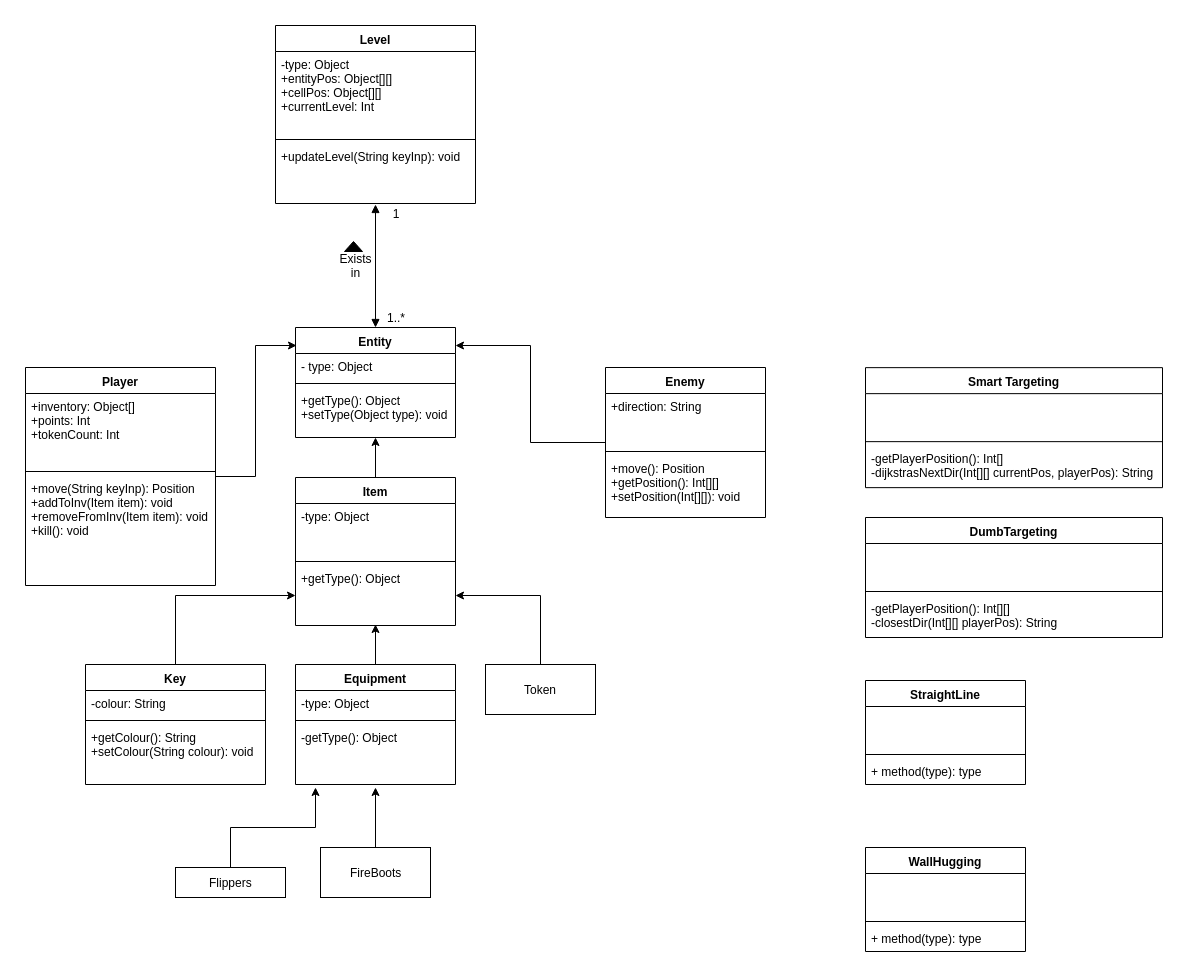 Level
-type: Object
+entityPos: Object[][]
+cellPos: Object[][]
+currentLevel: Int
+updateLevel(String keyInp): void
1
Exists
in
1..*
Entity
- type: Object
+getType(): Object
+setType(Object type): void
Player
+inventory: Object[]
+points: Int
+tokenCount: Int
+move(String keyInp): Position
+addToInv(Item item): void
+removeFromInv(Item item): void
+kill(): void
Enemy
+direction: String
+move(): Position
+getPosition(): Int[][]
+setPosition(Int[][]): void
Smart Targeting
-getPlayerPosition(): Int[]
-dijkstrasNextDir(Int[][] currentPos, playerPos): String
Item
-type: Object
+getType(): Object
DumbTargeting
-getPlayerPosition(): Int[][]
-closestDir(Int[][] playerPos): String
Key
-colour: String
+getColour(): String
+setColour(String colour): void
Equipment
-type: Object
-getType(): Object
Token
StraightLine
+ method(type): type
Flippers
FireBoots
WallHugging
+ method(type): type